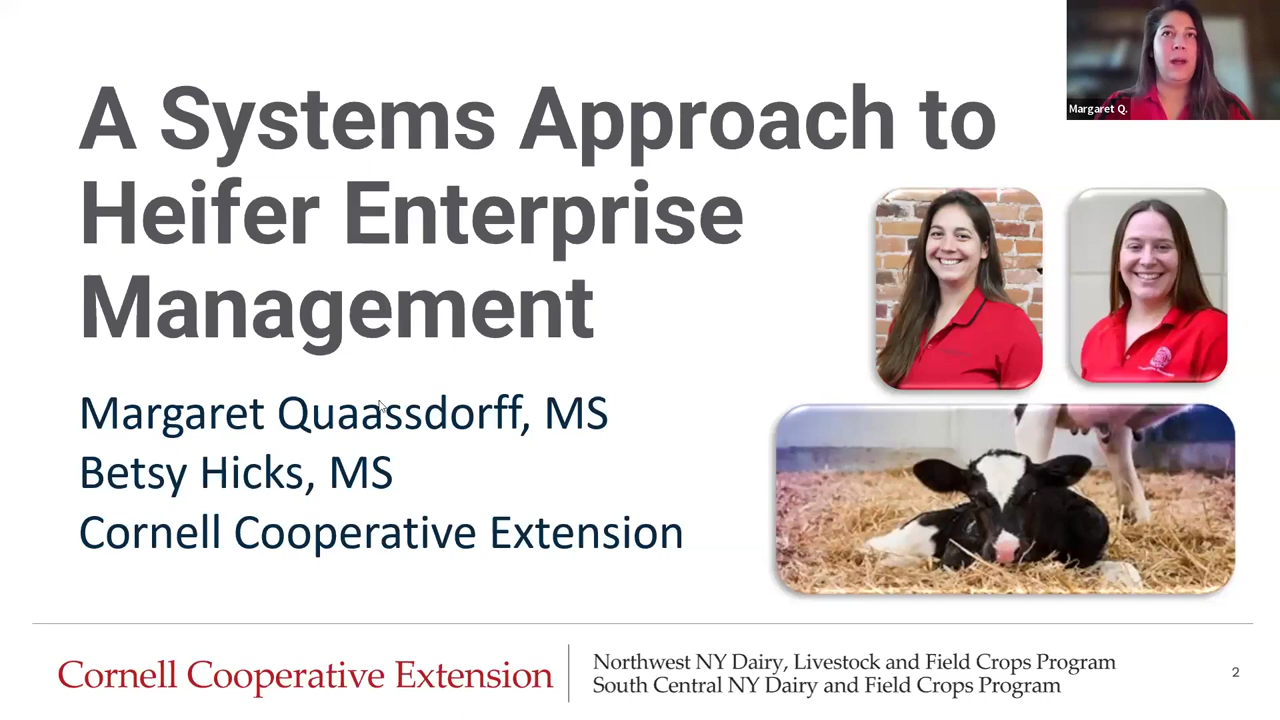 Margaret Q.
A Systems Approach to
Heifer Enterprise
Management
Margaret Quaassdorff, MS
Betsy Hicks, MS
Cornell Cooperative Extension
Cornell Cooperative Extension
Northwest NY Dairy, Livestock and Field Crops Program
South Central NY Dairy and Field Crops Program
2